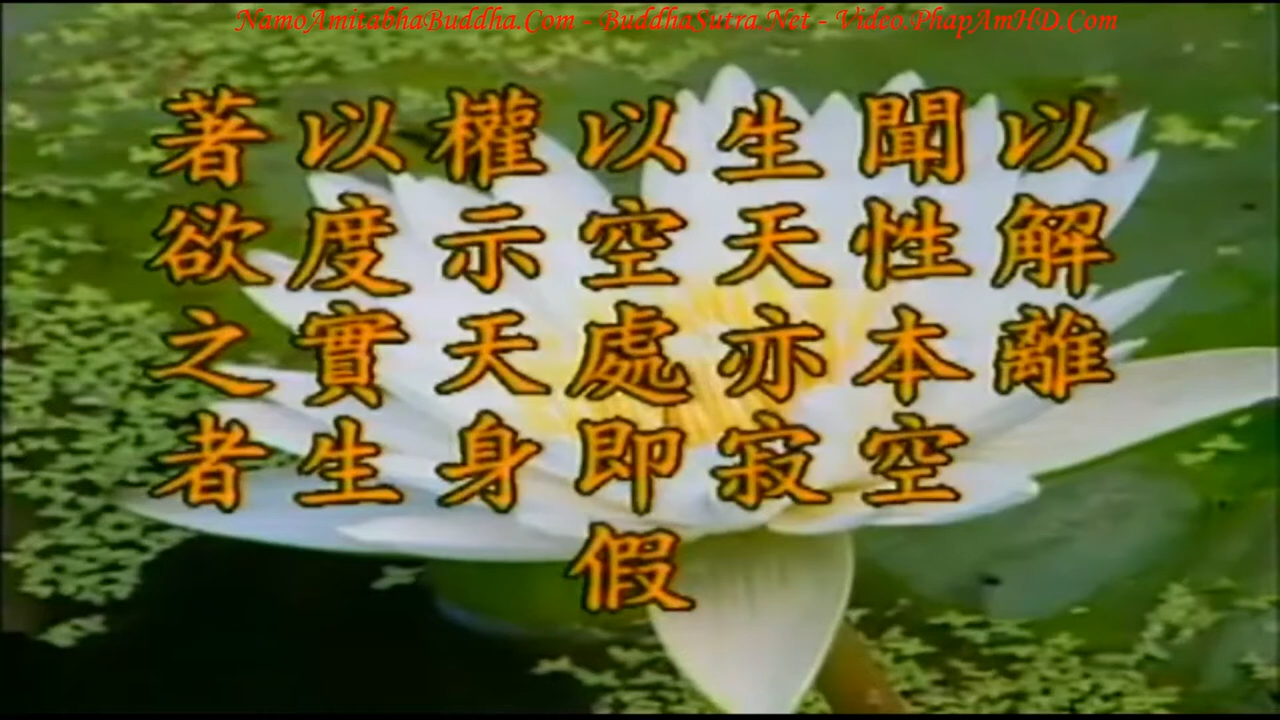 NamoAmitabhaBuddha.Com - BuddhaSutra.Net - Video.PhapAmHD.Com
以解離
聞性本空
生天亦寂
以空處即假
權示天身
以度實生
著欲之者